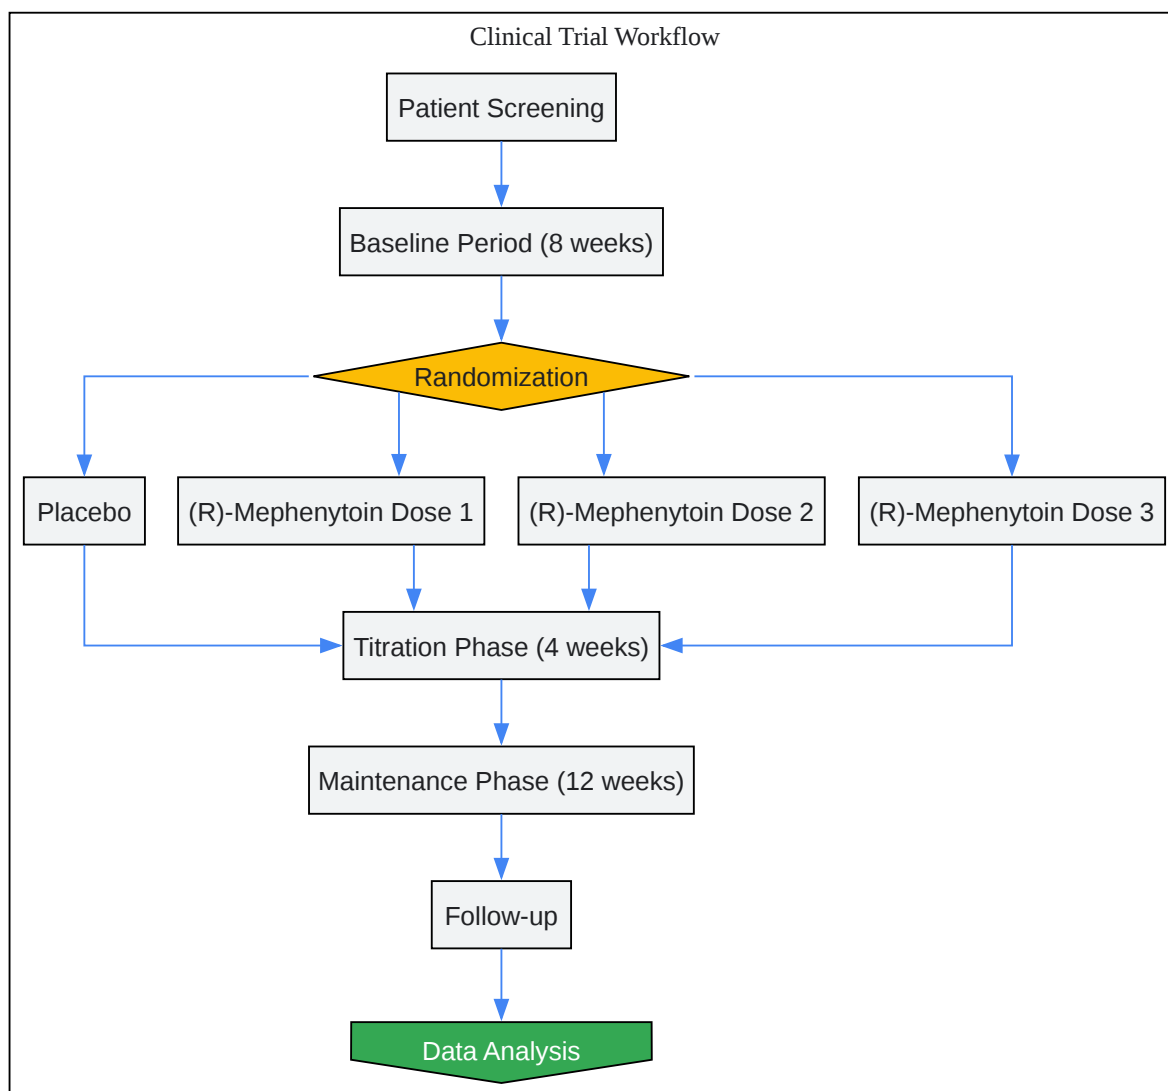 Clinical Trial Workflow
Patient Screening
Baseline Period (8 weeks)
Randomization
Placebo
(R)-Mephenytoin Dose 1
(R)-Mephenytoin Dose 2
(R)-Mephenytoin Dose 3
Titration Phase (4 weeks)
Maintenance Phase (12 weeks)
Follow-up
Data Analysis